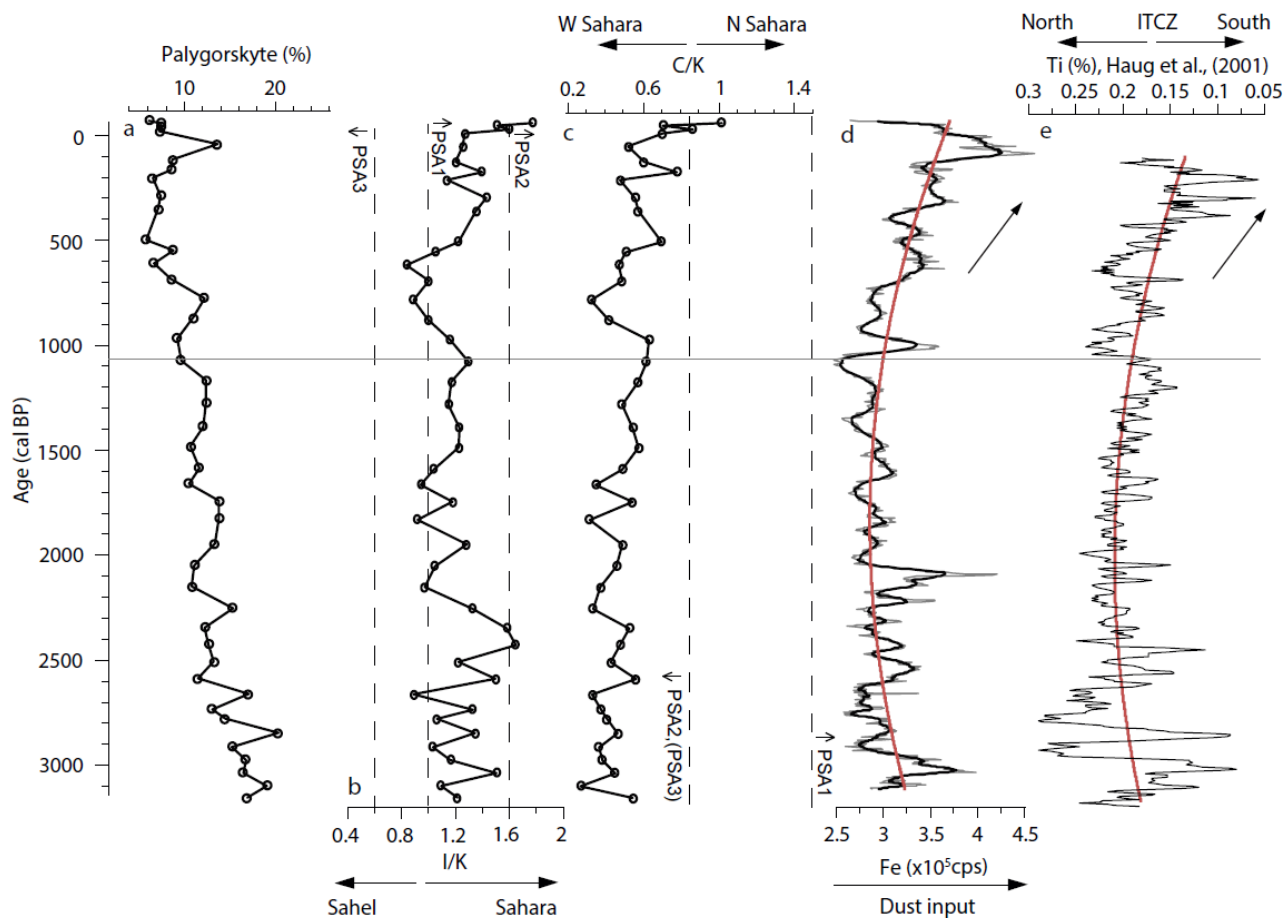 W Sahara N Sahara
North ITCZ South
Palygorskyte (%)
C/K
Ti (%), Haug et al., (2001)
10 20
0.2 0.6 1 1.4
0.3 0.25 0.2 0.15 0.1 0.05
a
c
d
e
0
500
1000
1500
2000
2500
3000
Age (cal BP)
PSA3
PSA1
PSA2
PSA2,(PSA3)
PSA1
b
0.4 0.8 1.2 1.6 2
I/K
Sahel Sahara
2.5 3 3.5 4 4.5
Fe (x10⁵cps)
Dust input